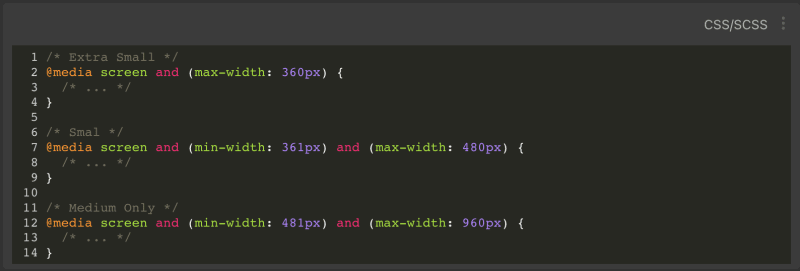 CSS/SCSS
1 /* Extra Small */
2 @media screen and (max-width: 360px) {
3   /* ... */
4 }
5
6 /* Smal */
7 @media screen and (min-width: 361px) and (max-width: 480px) {
8   /* ... */
9 }
10
11 /* Medium Only */
12 @media screen and (min-width: 481px) and (max-width: 960px) {
13   /* ... */
14 }